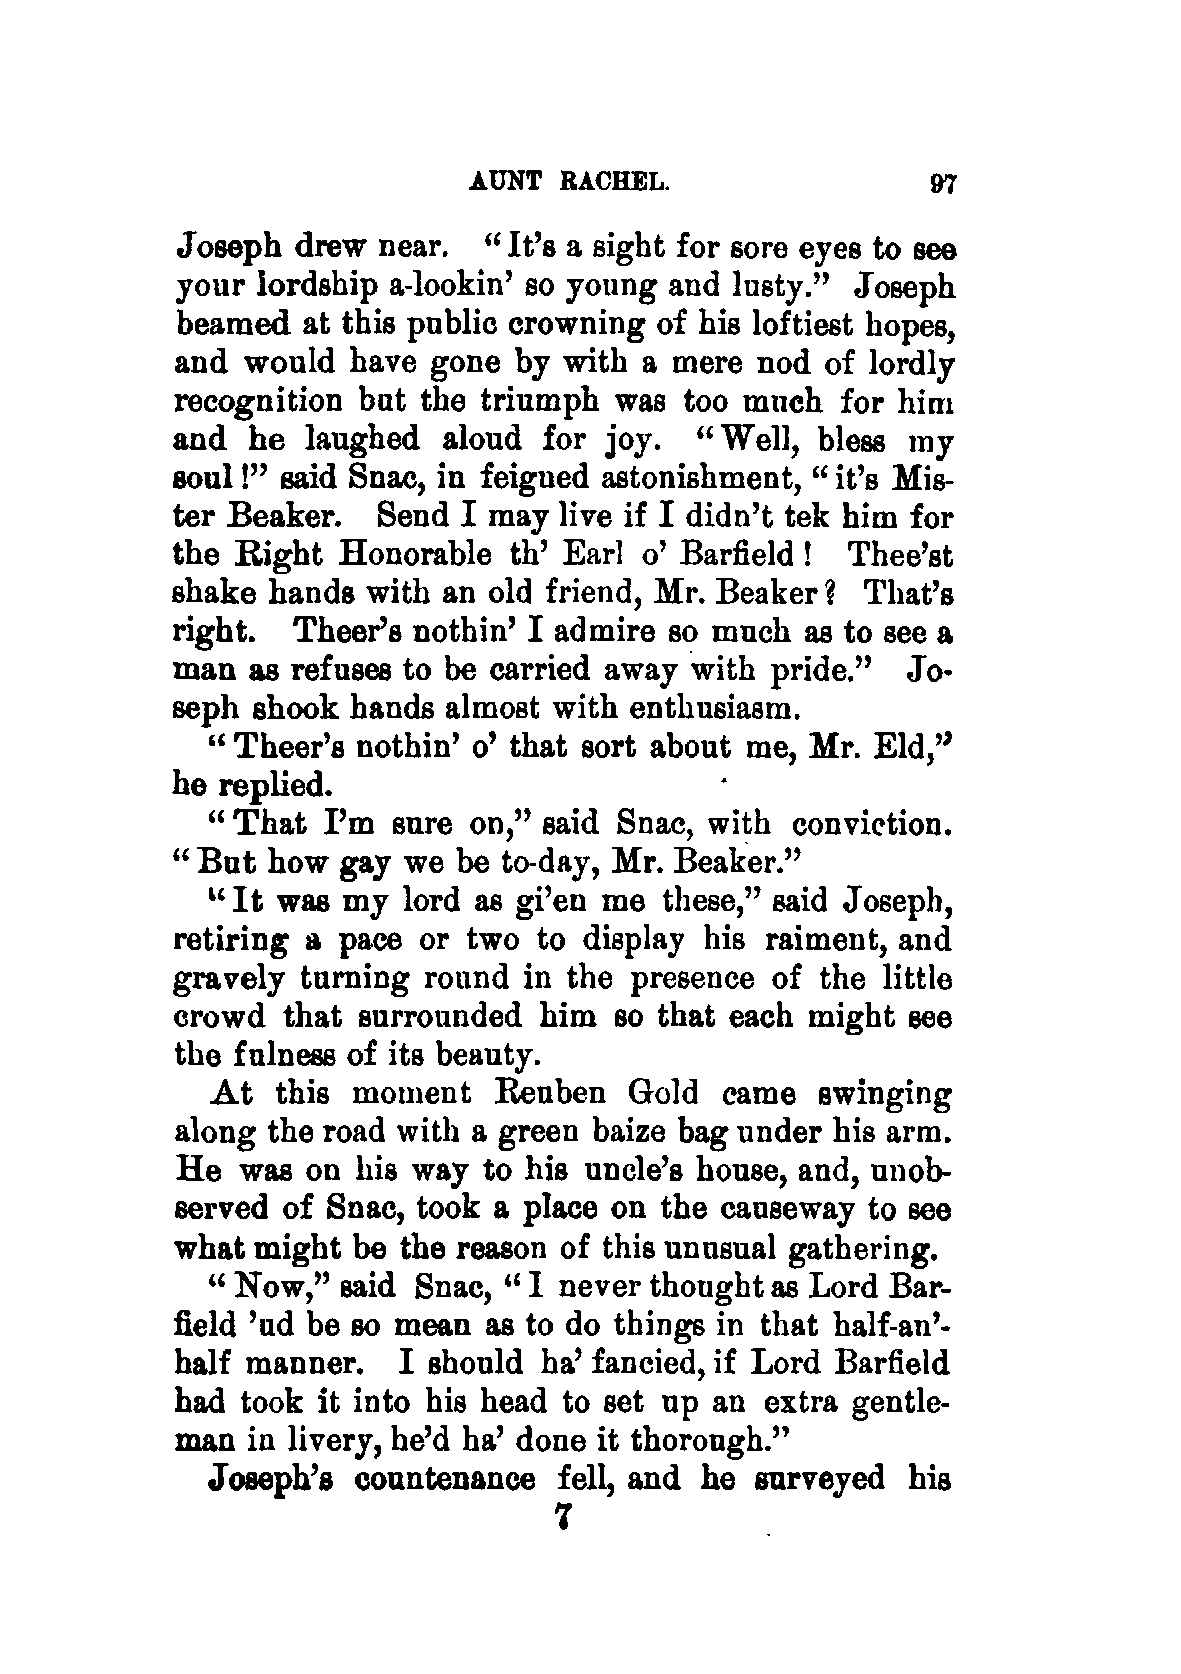 AUNT RACHEL. 97
Joseph drew near. “It’s a sight for sore eyes to see
your lordship a-lookin’ so young and lusty.” Joseph
beamed at this public crowning of his loftiest hopes,
and would have gone by with a mere nod of lordly
recognition but the triumph was too much for him
and he laughed aloud for joy. “Well, bless my
soul!” said Snac, in feigned astonishment, “it’s Mis-
ter Beaker. Send I may live if I didn’t tek him for
the Right Honorable th’ Earl o’ Barfield! Thee’st
shake hands with an old friend, Mr. Beaker? That’s
right. Theer’s nothin’ I admire so much as to see a
man as refuses to be carried away with pride.” Jo-
seph shook hands almost with enthusiasm.
“Theer’s nothin’ o’ that sort about me, Mr. Eld,”
he replied.
“That I’m sure on,” said Snac, with conviction.
“But how gay we be to-day, Mr. Beaker.”
“It was my lord as gi’en me these,” said Joseph,
retiring a pace or two to display his raiment, and
gravely turning round in the presence of the little
crowd that surrounded him so that each might see
the fulness of its beauty.
At this moment Reuben Gold came swinging
along the road with a green baize bag under his arm.
He was on his way to his uncle’s house, and, unob-
served of Snac, took a place on the causeway to see
what might be the reason of this unusual gathering.
“Now,” said Snac, “I never thought as Lord Bar-
field ’ud be so mean as to do things in that half-an’-
half manner. I should ha’ fancied, if Lord Barfield
had took it into his head to set up an extra gentle-
man in livery, he’d ha’ done it thorough.”
Joseph’s countenance fell, and he surveyed his
7